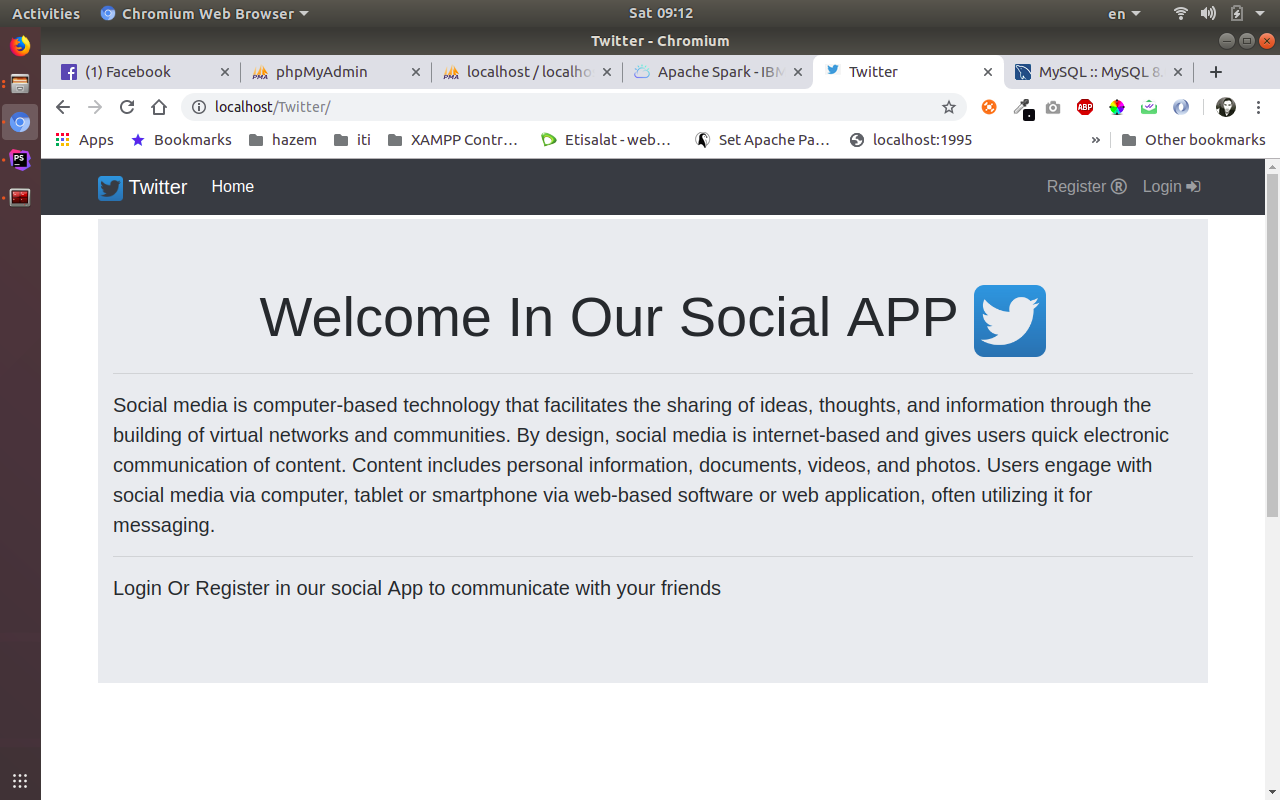 Activities Chromium Web Browser Sat 09:12 en
Twitter - Chromium
(1) Facebook phpMyAdmin localhost / localho Apache Spark - IBM Twitter MySQL :: MySQL 8.
localhost/Twitter/ ABP
Apps Bookmarks hazem iti XAMPP Contr… Etisalat - web… Set Apache Pa… localhost:1995 » Other bookmarks
Twitter Home Register ® Login
Welcome In Our Social APP
Social media is computer-based technology that facilitates the sharing of ideas, thoughts, and information through the
building of virtual networks and communities. By design, social media is internet-based and gives users quick electronic
communication of content. Content includes personal information, documents, videos, and photos. Users engage with
social media via computer, tablet or smartphone via web-based software or web application, often utilizing it for
messaging.
Login Or Register in our social App to communicate with your friends